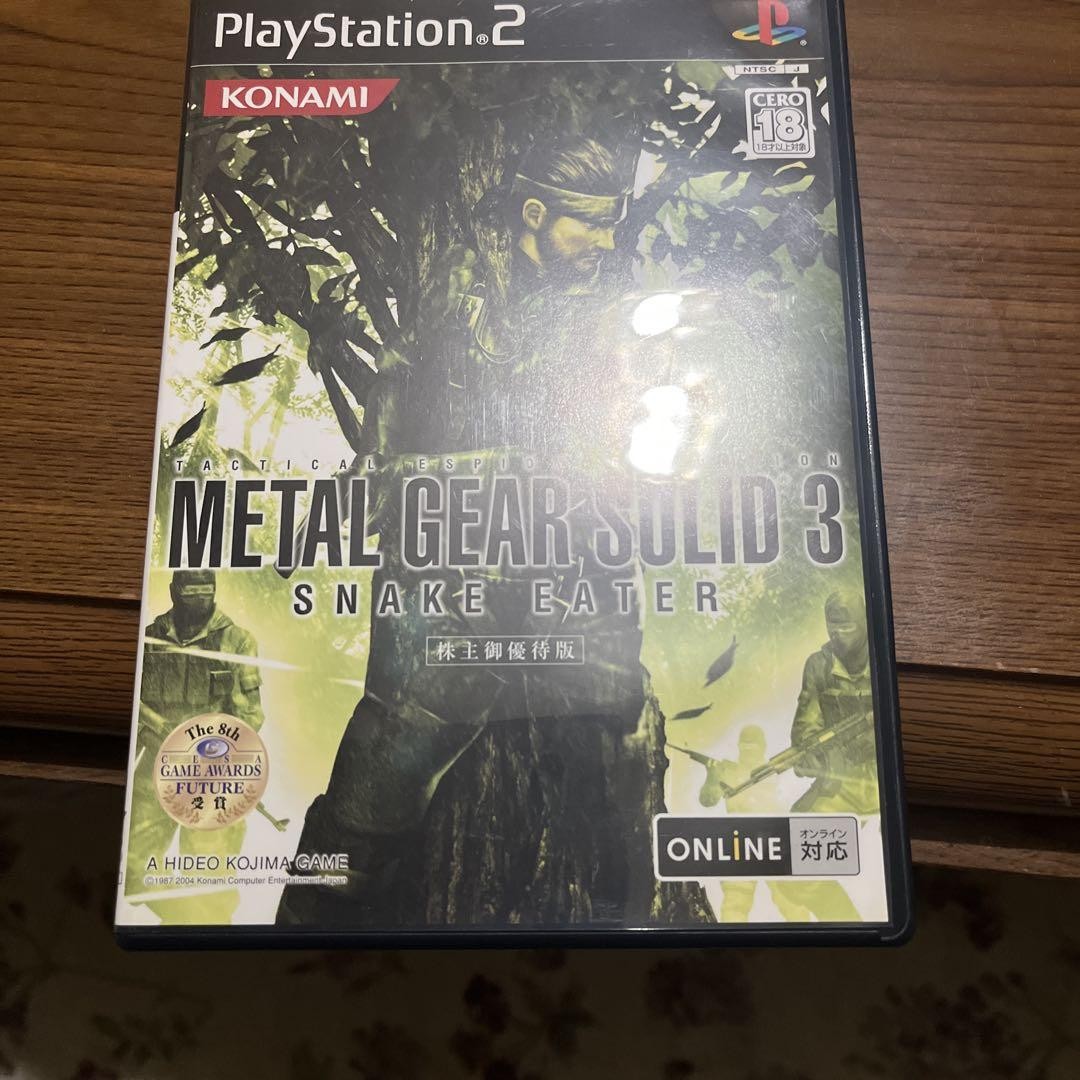 PlayStation®2
NTSC J
KONAMI
CERO
18
18才以上対象
TACTICAL
METAL GEAR SOLID 3
SNAKE EATER
株主御優待版
The 8th
CESA
GAME AWARDS
FUTURE
受賞
ONLiNE
オンライン
対応
A HIDEO KOJIMA GAME
©1987 2004 Konami Computer Entertainment Japan